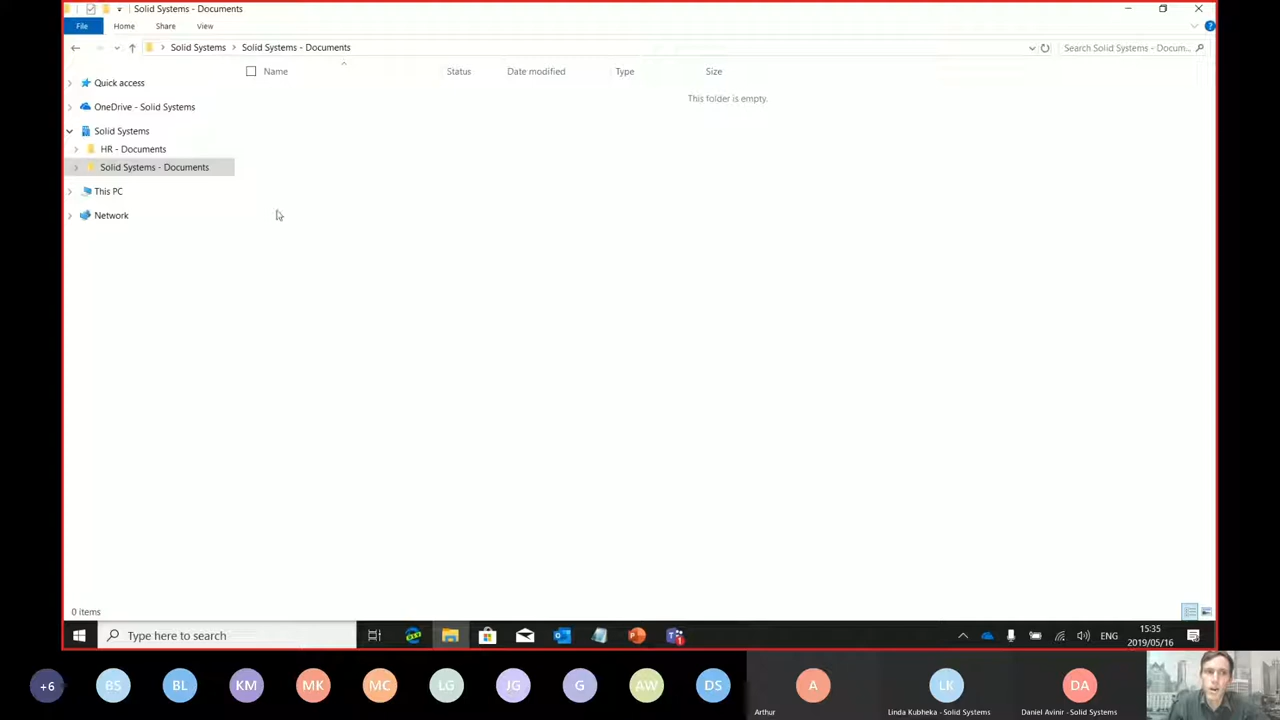 Solid Systems - Documents
File Home Share View
Solid Systems > Solid Systems - Documents
Search Solid Systems - Docum...
Name Status Date modified Type Size
This folder is empty.
Quick access
OneDrive - Solid Systems
Solid Systems
HR - Documents
Solid Systems - Documents
This PC
Network
0 items
Type here to search
ENG
15:35
2019/05/16
+6 BS BL KM MK MC LG JG G AW DS A LK DA
Arthur
Linda Kubheka - Solid Systems
Daniel Avinir - Solid Systems